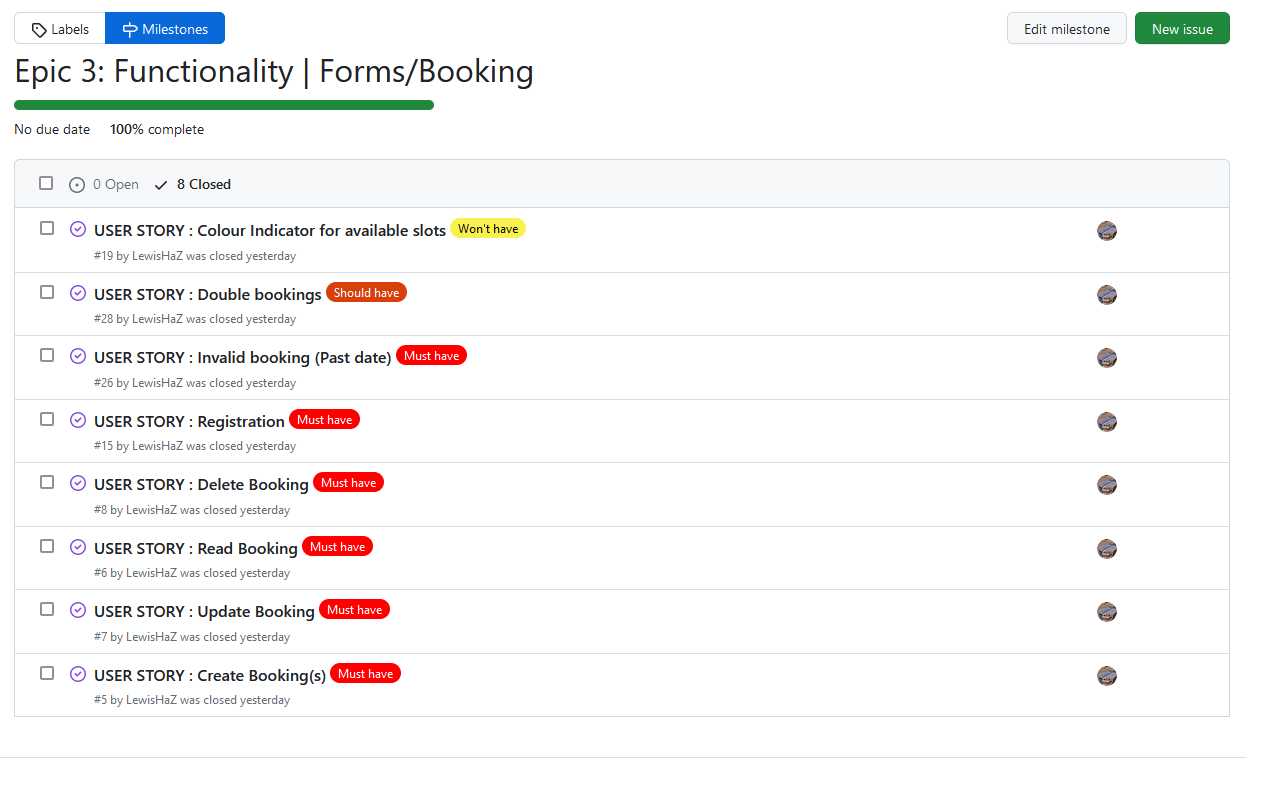 Labels Milestones Edit milestone New issue
Epic 3: Functionality | Forms/Booking
No due date 100% complete
0 Open 8 Closed
USER STORY : Colour Indicator for available slots Won't have
#19 by LewisHaZ was closed yesterday
USER STORY : Double bookings Should have
#28 by LewisHaZ was closed yesterday
USER STORY : Invalid booking (Past date) Must have
#26 by LewisHaZ was closed yesterday
USER STORY : Registration Must have
#15 by LewisHaZ was closed yesterday
USER STORY : Delete Booking Must have
#8 by LewisHaZ was closed yesterday
USER STORY : Read Booking Must have
#6 by LewisHaZ was closed yesterday
USER STORY : Update Booking Must have
#7 by LewisHaZ was closed yesterday
USER STORY : Create Booking(s) Must have
#5 by LewisHaZ was closed yesterday